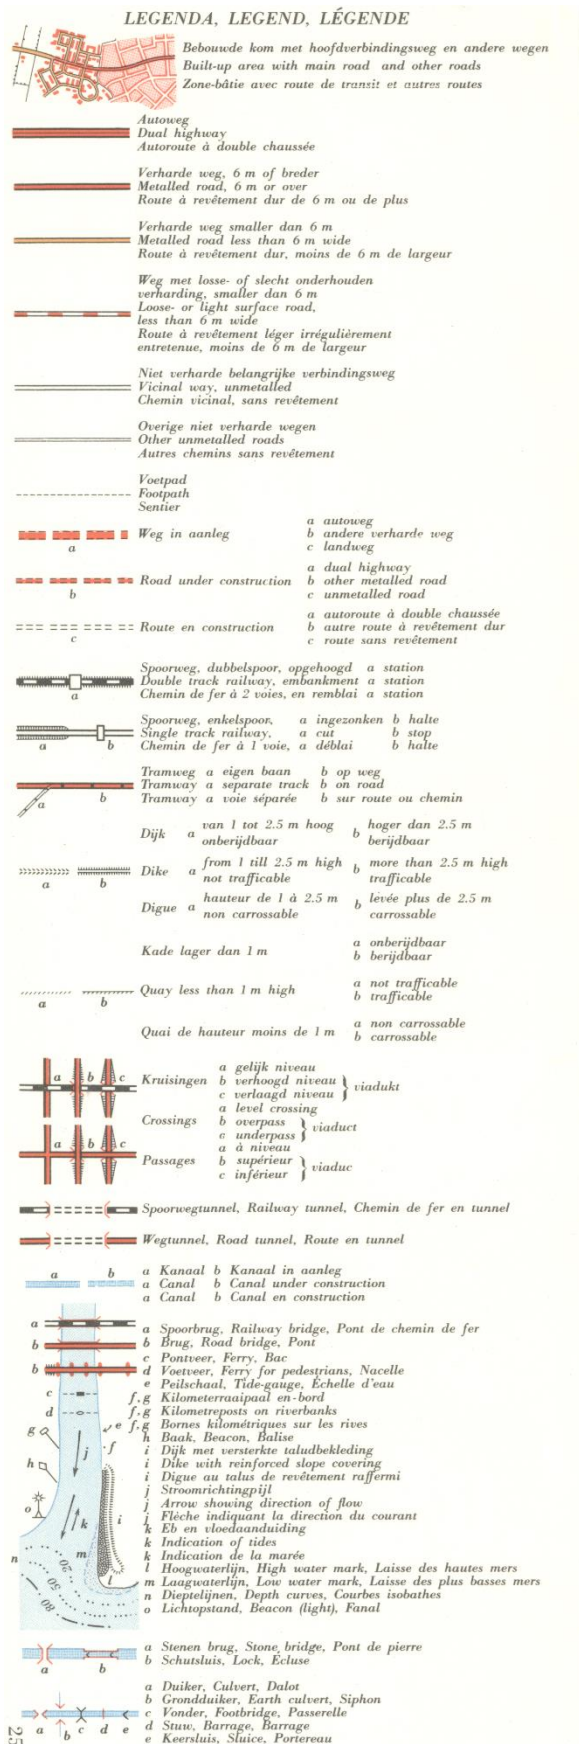 LEGENDA, LEGEND, LÉGENDE
Bebouwde kom met hoofdverbindingsweg en andere wegen
Built-up area with main road and other roads
Zone-bâtie avec route de transit et autres routes
Autoweg
Dual highway
Autoroute à double chaussée
Verharde weg, 6 m of breder
Metalled road, 6 m or over
Route à revêtement dur de 6 m ou de plus
Verharde weg smaller dan 6 m
Metalled road less than 6 m wide
Route à revêtement dur, moins de 6 m de largeur
Weg met losse- of slecht onderhouden
verharding, smaller dan 6 m
Loose- or light surface road,
less than 6 m wide
Route à revêtement léger irrégulièrement
entretenue, moins de 6 m de largeur
Niet verharde belangrijke verbindingsweg
Vicinal way, unmetalled
Chemin vicinal, sans revêtement
Overige niet verharde wegen
Other unmetalled roads
Autres chemins sans revêtement
Voetpad
Footpath
Sentier
a autoweg
Weg in aanleg b andere verharde weg
a c landweg
a dual highway
Road under construction b other metalled road
b c unmetalled road
a autoroute à double chaussée
Route en construction b autre route à revêtement dur
c c route sans revêtement
Spoorweg, dubbelspoor, opgehoogd a station
Double track railway, embankment a station
a Chemin de fer à 2 voies, en remblai a station
Spoorweg, enkelspoor, a ingezonken b halte
Single track railway, a cut b stop
a b Chemin de fer à 1 voie, a déblai b halte
Tramweg a eigen baan b op weg
Tramway a separate track b on road
a b Tramway a voie séparée b sur route ou chemin
Dijk a van 1 tot 2.5 m hoog b hoger dan 2.5 m
onberijdbaar berijdbaar
Dike a from 1 till 2.5 m high b more than 2.5 m high
a b not trafficable trafficable
Digue a hauteur de 1 à 2.5 m b levée plus de 2.5 m
non carrossable carrossable
Kade lager dan 1 m a onberijdbaar
b berijdbaar
Quay less than 1 m high a not trafficable
a b b trafficable
Quai de hauteur moins de 1 m a non carrossable
b carrossable
a gelijk niveau
a b c Kruisingen b verhoogd niveau } viadukt
c verlaagd niveau
a level crossing
Crossings b overpass } viaduct
c underpass
a b c a à niveau
Passages b supérieur } viaduc
c inférieur
Spoorwegtunnel, Railway tunnel, Chemin de fer en tunnel
Wegtunnel, Road tunnel, Route en tunnel
a b a Kanaal b Kanaal in aanleg
a Canal b Canal under construction
a Canal b Canal en construction
a a Spoorbrug, Railway bridge, Pont de chemin de fer
b b Brug, Road bridge, Pont
c Pontveer, Ferry, Bac
b d Voetveer, Ferry for pedestrians, Nacelle
e Peilschaal, Tide-gauge, Échelle d'eau
c f,g Kilometerraaipaal en-bord
d f,g Kilometreposts on riverbanks
g e f,g Bornes kilométriques sur les rives
h Baak, Beacon, Balise
j f i Dijk met versterkte taludbekleding
h i Dike with reinforced slope covering
i Digue au talus de revêtement raffermi
j Stroomrichtingpijl
o j Arrow showing direction of flow
i j Flèche indiquant la direction du courant
k k Eb en vloedaanduiding
k Indication of tides
m k Indication de la marée
n 20 l l Hoogwaterlijn, High water mark, Laisse des hautes mers
50 m Laagwaterlijn, Low water mark, Laisse des plus basses mers
80 n Dieptelijnen, Depth curves, Courbes isobathes
o Lichtopstand, Beacon (light), Fanal
a Stenen brug, Stone bridge, Pont de pierre
a b b Schutsluis, Lock, Écluse
a Duiker, Culvert, Dalot
b Grondduiker, Earth culvert, Siphon
c Vonder, Footbridge, Passerelle
a b c d e d Stuw, Barrage, Barrage
e Keersluis, Sluice, Portereau
25